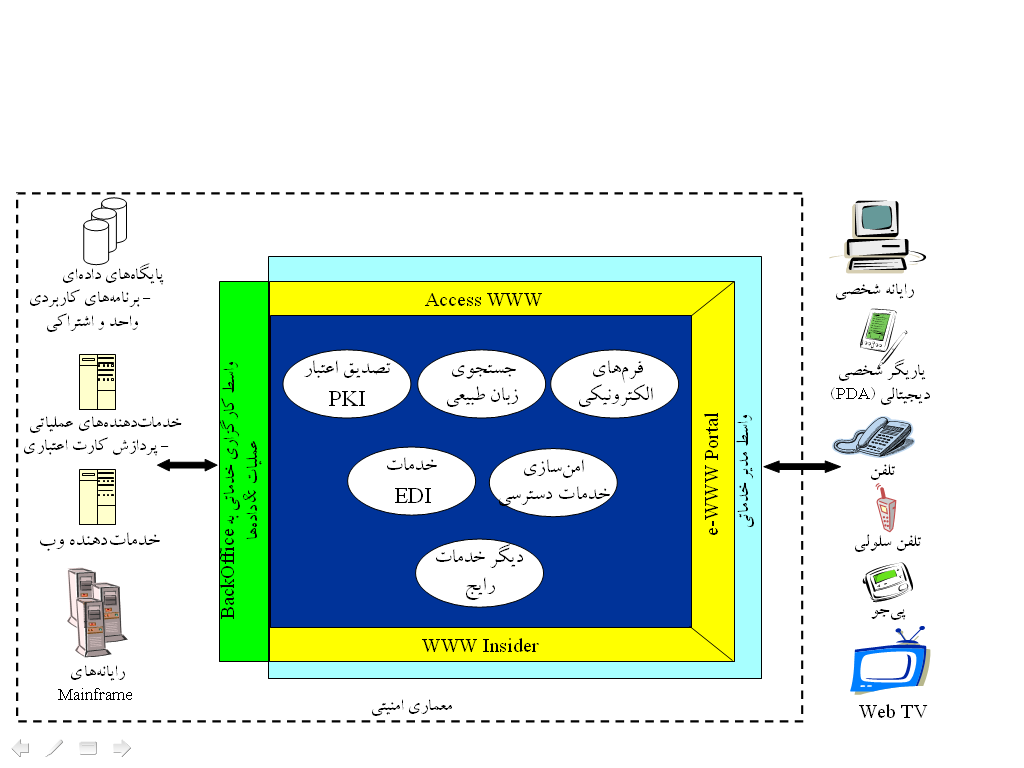 پایگاه‌های داده‌ای
- برنامه‌های کاربردی
واحد و اشتراکی
خدمات‌دهنده‌های عملیاتی
- پردازش کارت اعتباری
خدمات‌دهنده وب
رایانه‌های
Mainframe
واسط کارگزاری خدماتی به BackOffice
عملیات &داده‌ها
Access WWW
تصدیق اعتبار
PKI
جستجوی
زبان طبیعی
فرم‌های
الکترونیکی
خدمات
EDI
امن‌سازی
خدمات دسترسی
دیگر خدمات
رایج
WWW Insider
e-WWW Portal
واسط مدیر خدماتی
معماری امنیتی
رایانه شخصی
یاریگر شخصی
دیجیتالی (PDA)
تلفن
تلفن سلولی
پی‌جو
Web TV